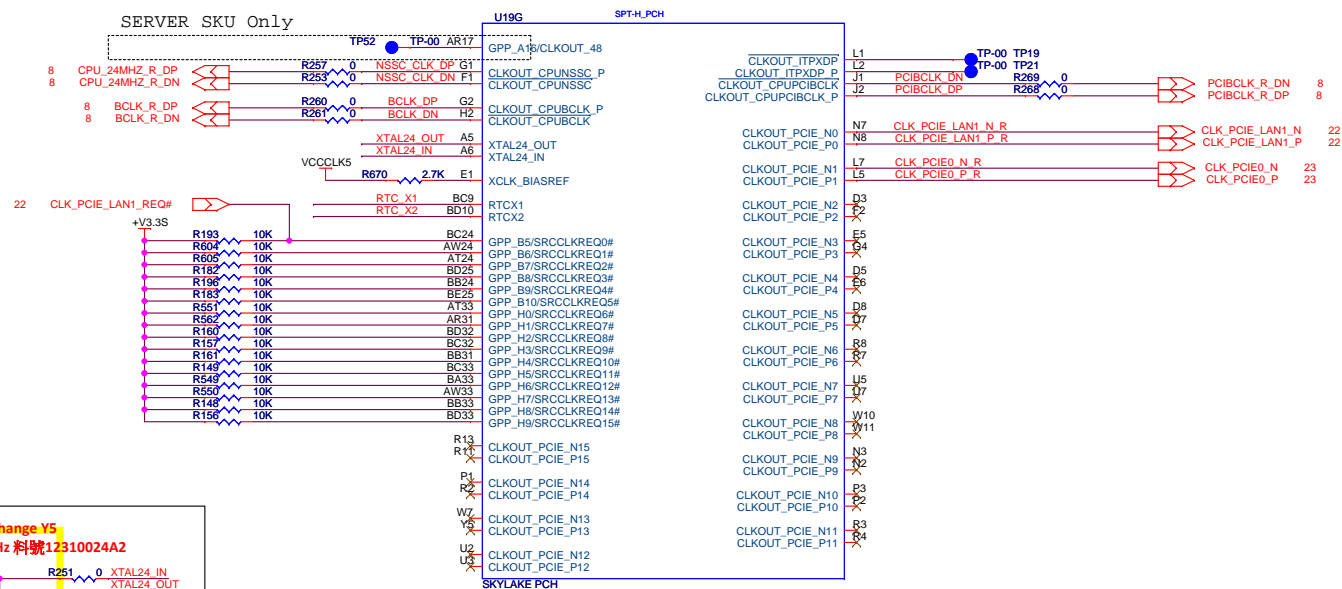 SERVER SKU Only
U19G
SPT-H_PCH
TP52 TP-00 AR17 GPP_A16/CLKOUT_48
8 CPU_24MHZ_R_DP R257 0 NSSC_CLK_DP G1 CLKOUT_CPUNSSC_P
8 CPU_24MHZ_R_DN R253 0 NSSC_CLK_DN F1 CLKOUT_CPUNSSC
8 BCLK_R_DP R260 0 BCLK_DP G2 CLKOUT_CPUBCLK_P
8 BCLK_R_DN R261 0 BCLK_DN H2 CLKOUT_CPUBCLK
XTAL24_OUT A5 XTAL24_OUT
XTAL24_IN A6 XTAL24_IN
VCCCLK5
R670 2.7K E1 XCLK_BIASREF
RTC_X1 BC9 RTCX1
RTC_X2 BD10 RTCX2
22 CLK_PCIE_LAN1_REQ#
+V3.3S
R193 10K BC24 GPP_B5/SRCCLKREQ0#
R604 10K AW24 GPP_B6/SRCCLKREQ1#
R605 10K AT24 GPP_B7/SRCCLKREQ2#
R182 10K BD25 GPP_B8/SRCCLKREQ3#
R196 10K BB24 GPP_B9/SRCCLKREQ4#
R183 10K BE25 GPP_B10/SRCCLKREQ5#
R551 10K AT33 GPP_H0/SRCCLKREQ6#
R562 10K AR31 GPP_H1/SRCCLKREQ7#
R160 10K BD32 GPP_H2/SRCCLKREQ8#
R157 10K BC32 GPP_H3/SRCCLKREQ9#
R161 10K BB31 GPP_H4/SRCCLKREQ10#
R149 10K BC33 GPP_H5/SRCCLKREQ11#
R549 10K BA33 GPP_H6/SRCCLKREQ12#
R550 10K AW33 GPP_H7/SRCCLKREQ13#
R148 10K BB33 GPP_H8/SRCCLKREQ14#
R156 10K BD33 GPP_H9/SRCCLKREQ15#
R13 CLKOUT_PCIE_N15
R11 CLKOUT_PCIE_P15
P1 CLKOUT_PCIE_N14
R2 CLKOUT_PCIE_P14
W7 CLKOUT_PCIE_N13
Y5 CLKOUT_PCIE_P13
U2 CLKOUT_PCIE_N12
U3 CLKOUT_PCIE_P12
SKYLAKE PCH
CLKOUT_ITPXDP L1 TP-00 TP19
CLKOUT_ITPXDP_P L2 TP-00 TP21
CLKOUT_CPUPCIBCLK J1 PCIBCLK_DN R269 0 PCIBCLK_R_DN 8
CLKOUT_CPUPCIBCLK_P J2 PCIBCLK_DP R268 0 PCIBCLK_R_DP 8
CLKOUT_PCIE_N0 N7 CLK_PCIE_LAN1_N_R CLK_PCIE_LAN1_N 22
CLKOUT_PCIE_P0 N8 CLK_PCIE_LAN1_P_R CLK_PCIE_LAN1_P 22
CLKOUT_PCIE_N1 L7 CLK_PCIE0_N_R CLK_PCIE0_N 23
CLKOUT_PCIE_P1 L5 CLK_PCIE0_P_R CLK_PCIE0_P 23
CLKOUT_PCIE_N2 D3
CLKOUT_PCIE_P2 F2
CLKOUT_PCIE_N3 E5
CLKOUT_PCIE_P3 G4
CLKOUT_PCIE_N4 D5
CLKOUT_PCIE_P4 E6
CLKOUT_PCIE_N5 D8
CLKOUT_PCIE_P5 D7
CLKOUT_PCIE_N6 R8
CLKOUT_PCIE_P6 R7
CLKOUT_PCIE_N7 U5
CLKOUT_PCIE_P7 U7
CLKOUT_PCIE_N8 W10
CLKOUT_PCIE_P8 W11
CLKOUT_PCIE_N9 N3
CLKOUT_PCIE_P9 N2
CLKOUT_PCIE_N10 P3
CLKOUT_PCIE_P10 P2
CLKOUT_PCIE_N11 R3
CLKOUT_PCIE_P11 R4
hange Y5
Hz 料號12310024A2
R251 0 XTAL24_IN
XTAL24_OUT